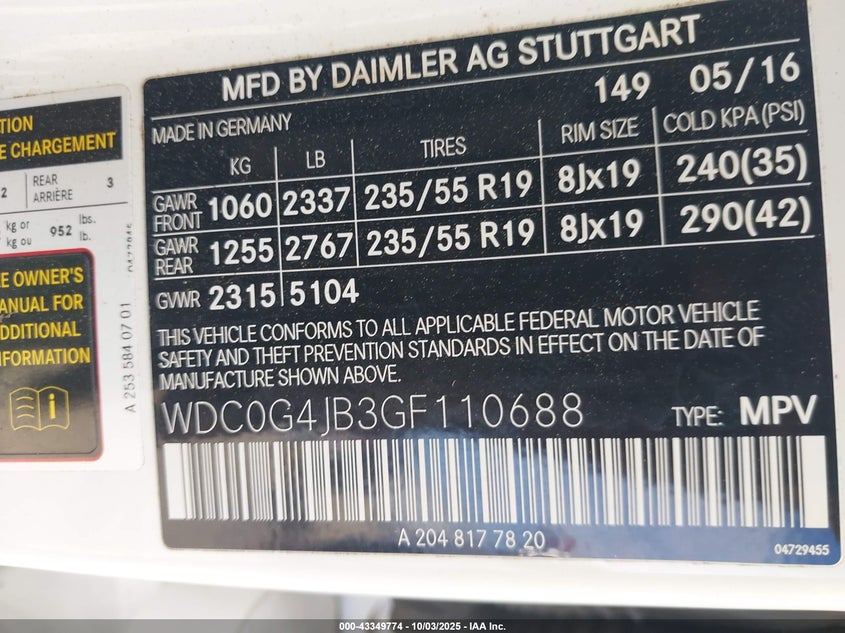 TION
E CHARGEMENT
2 REAR ARRIÈRE 3
kg or kg ou 952 lbs. lb.
E OWNER'S
ANUAL FOR
DDITIONAL
NFORMATION
A 253 584 07 01
MFD BY DAIMLER AG STUTTGART
149 05/16
MADE IN GERMANY
KG LB TIRES RIM SIZE COLD KPA (PSI)
GAWR FRONT 1060 2337 235/55 R19 8Jx19 240(35)
GAWR REAR 1255 2767 235/55 R19 8Jx19 290(42)
GVWR 2315 5104
THIS VEHICLE CONFORMS TO ALL APPLICABLE FEDERAL MOTOR VEHICLE
SAFETY AND THEFT PREVENTION STANDARDS IN EFFECT ON THE DATE OF
MANUFACTURE SHOWN ABOVE.
WDC0G4JB3GF110688 TYPE: MPV
A 204 817 78 20
04729455
000-43349774 - 10/03/2025 - IAA Inc.